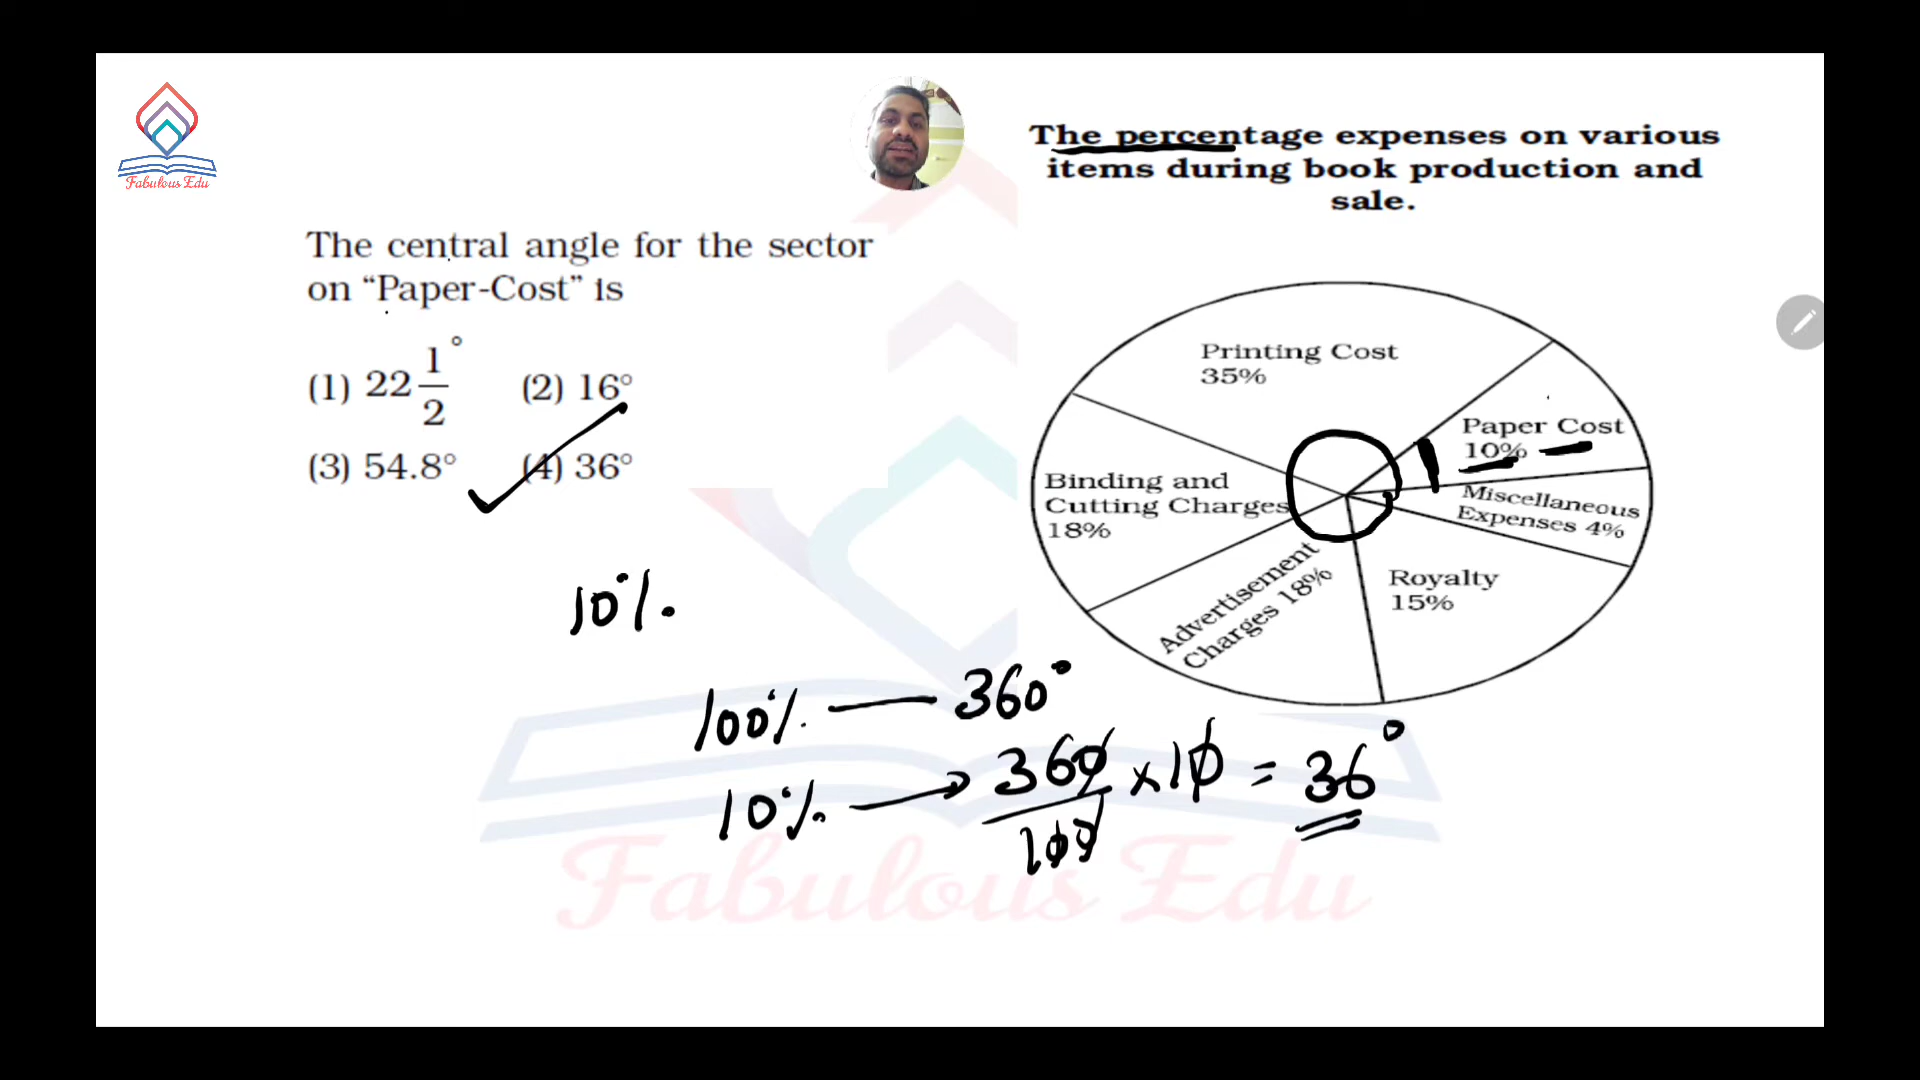 Fabulous Edu
The percentage expenses on various
items during book production and
sale.
The central angle for the sector
on “Paper-Cost” is
(1) 22 1/2°
(2) 16°
(3) 54.8°
(4) 36°
Printing Cost
35%
Paper Cost
10%
Miscellaneous
Expenses 4%
Royalty
15%
Advertisement
Charges 18%
Binding and
Cutting Charges
18%
10%
100% — 360°
10% → 360/100 × 10 = 36°
Fabulous Edu